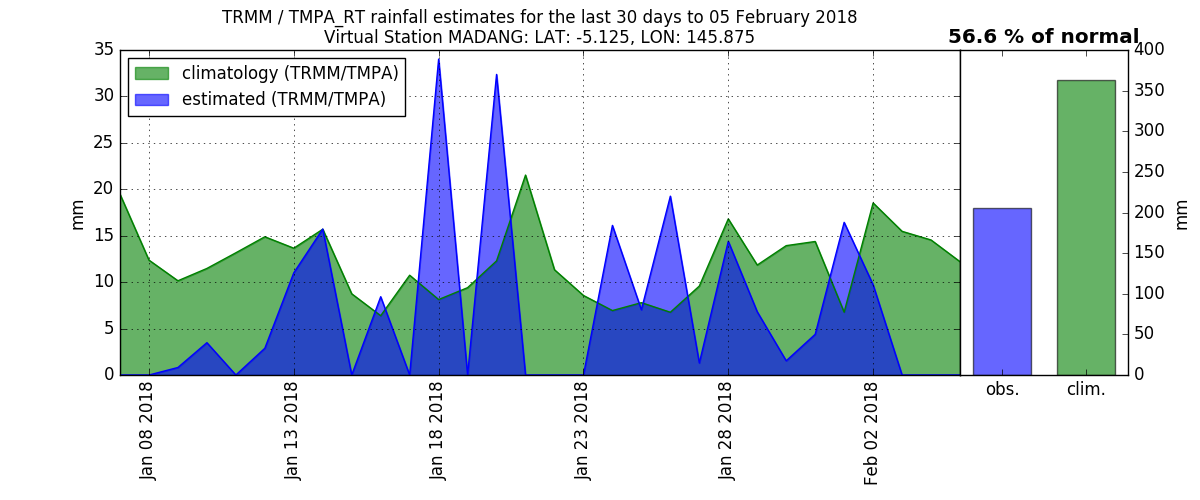 TRMM / TMPA_RT rainfall estimates for the last 30 days to 05 February 2018
Virtual Station MADANG: LAT: -5.125, LON: 145.875
56.6 % of normal
climatology (TRMM/TMPA)
estimated (TRMM/TMPA)
35
30
25
20
15
10
5
0
mm
Jan 08 2018
Jan 13 2018
Jan 18 2018
Jan 23 2018
Jan 28 2018
Feb 02 2018
400
350
300
250
200
150
100
50
0
mm
obs.
clim.